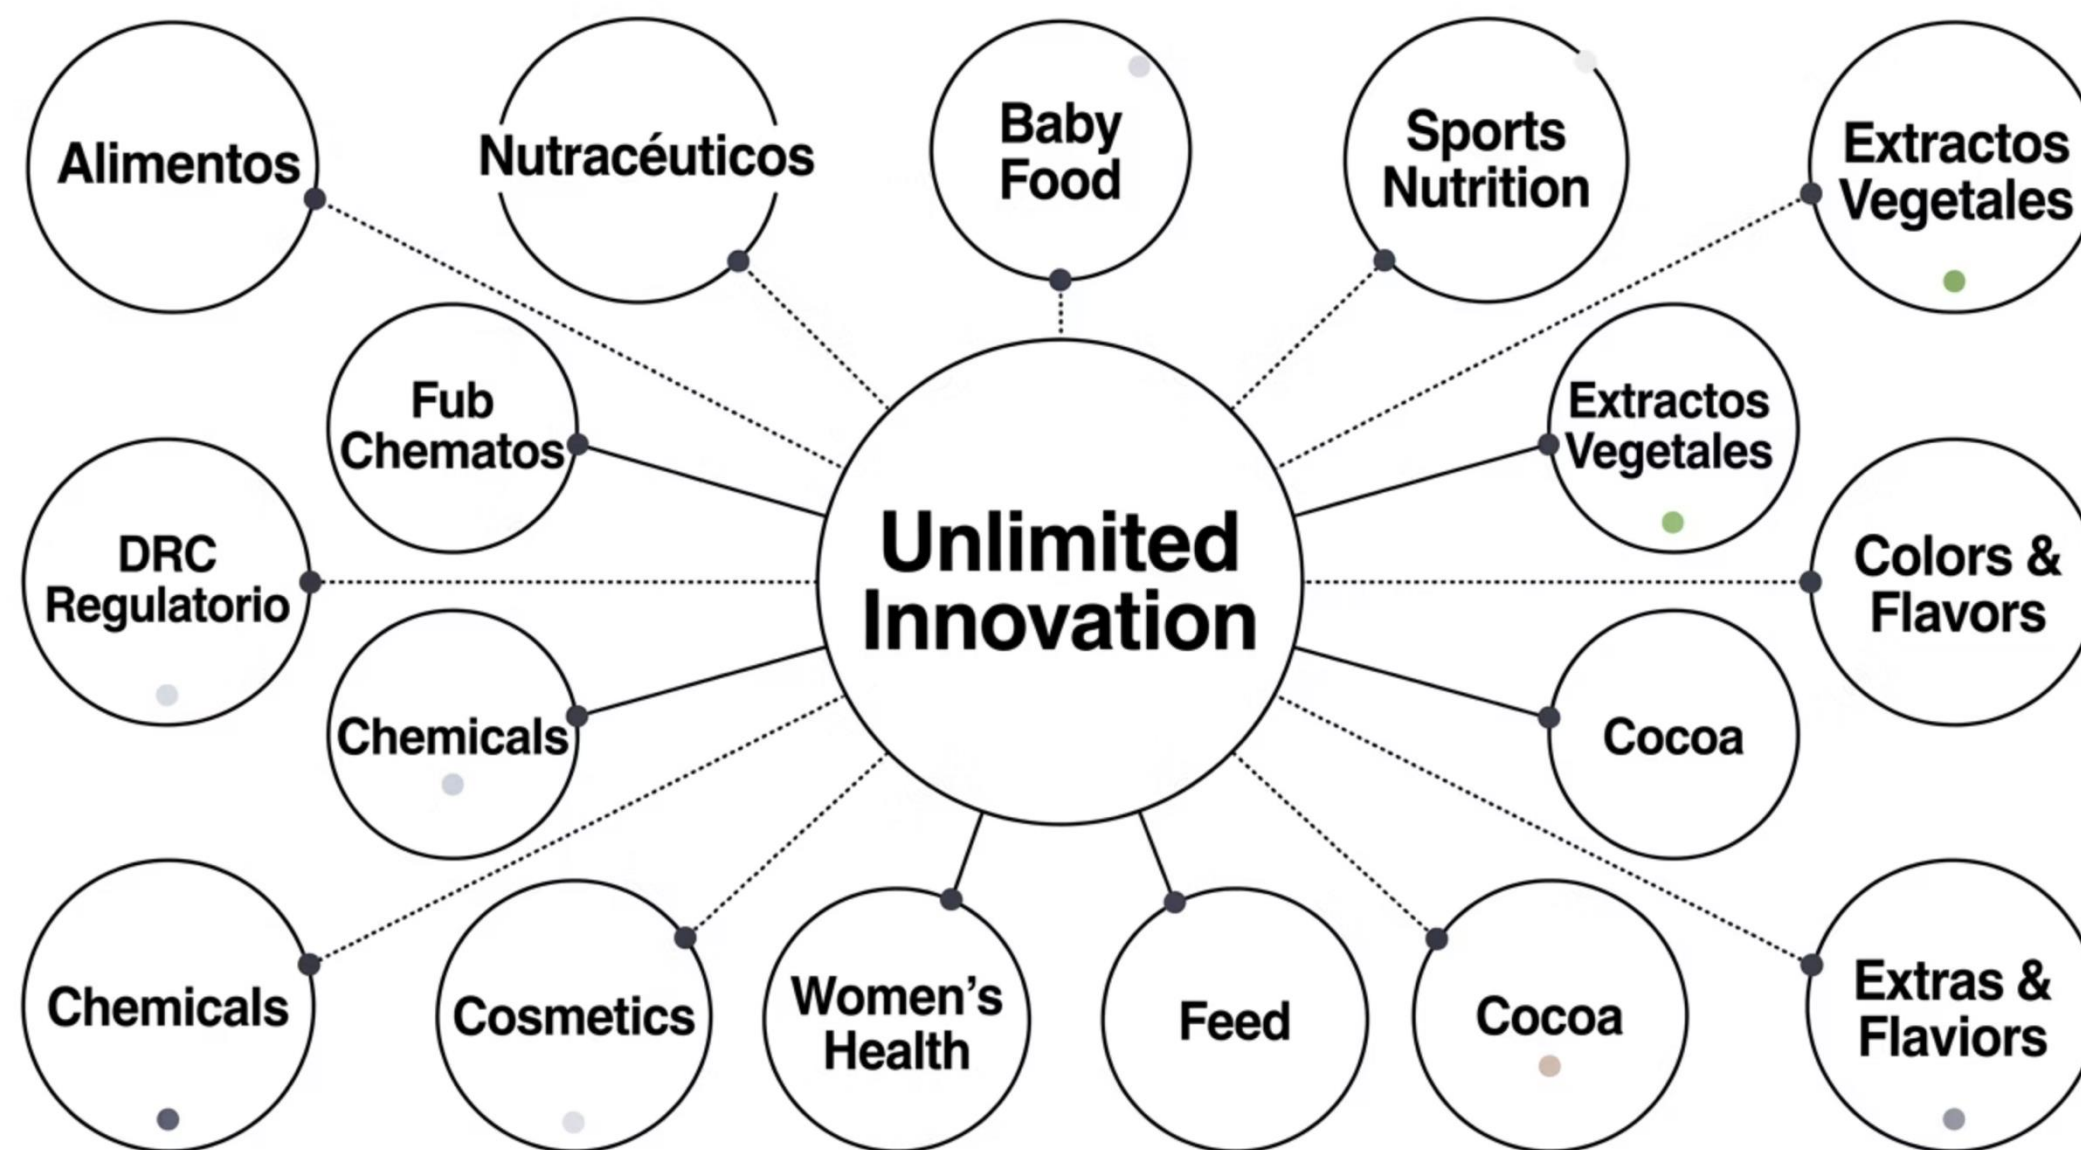 Alimentos
Nutracéuticos
Baby
Food
Sports
Nutrition
Extractos
Vegetales
Fub
Chematos
Extractos
Vegetales
DRC
Regulatorio
Unlimited
Innovation
Colors &
Flavors
Chemicals
Cocoa
Chemicals
Cosmetics
Women's
Health
Feed
Cocoa
Extras &
Flaviors